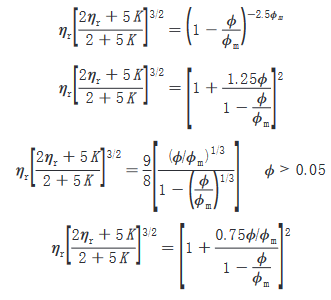 η_r[(2η_r + 5K)/(2 + 5K)]^{3/2} = (1 − φ/φ_m)^{−2.5φ_m}
η_r[(2η_r + 5K)/(2 + 5K)]^{3/2} = [1 + 1.25φ/(1 − φ/φ_m)]^2
η_r[(2η_r + 5K)/(2 + 5K)]^{3/2} = 9/8[(φ/φ_m)^{1/3}/(1 − (φ/φ_m)^{1/3})] φ > 0.05
η_r[(2η_r + 5K)/(2 + 5K)]^{3/2} = [1 + 0.75φ/φ_m/(1 − φ/φ_m)]^2